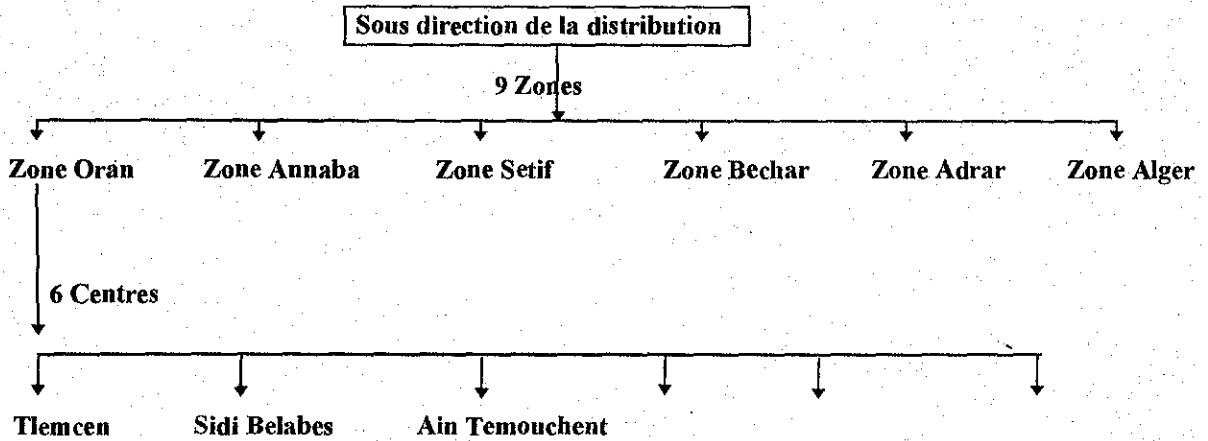 Sous direction de la distribution
9 Zones
Zone Oran Zone Annaba Zone Setif Zone Bechar Zone Adrar Zone Alger
6 Centres
Tlemcen Sidi Belabes Ain Temouchent